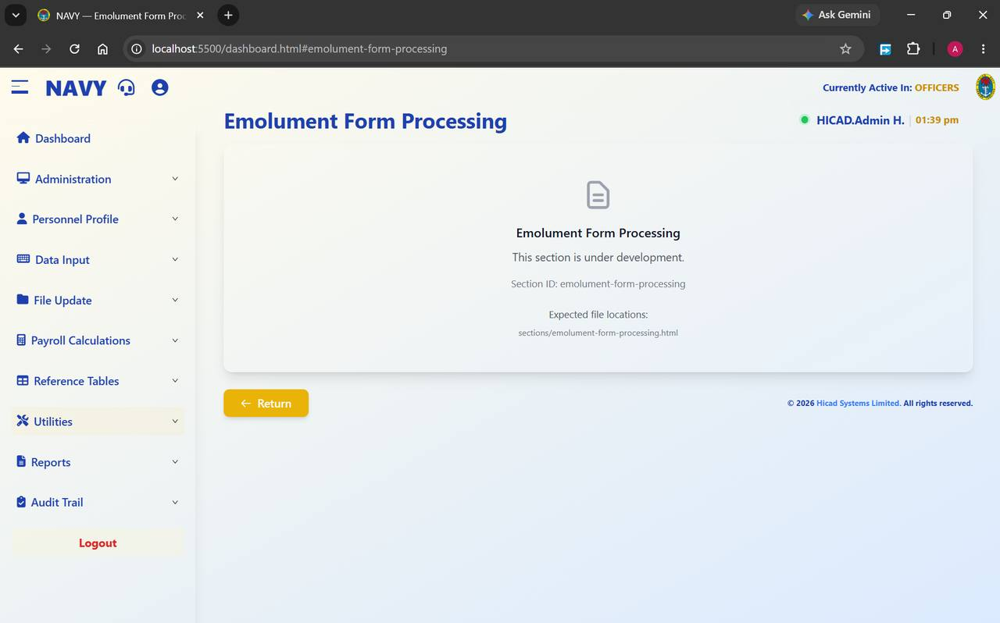 NAVY — Emolument Form Proc
Ask Gemini
localhost:5500/dashboard.html#emolument-form-processing
A
NAVY
Currently Active In: OFFICERS
Emolument Form Processing
HICAD.Admin H. | 01:39 pm
Dashboard
Administration
Personnel Profile
Data Input
File Update
Payroll Calculations
Reference Tables
Utilities
Reports
Audit Trail
Logout
Emolument Form Processing
This section is under development.
Section ID: emolument-form-processing
Expected file locations:
sections/emolument-form-processing.html
← Return
© 2026 Hicad Systems Limited. All rights reserved.